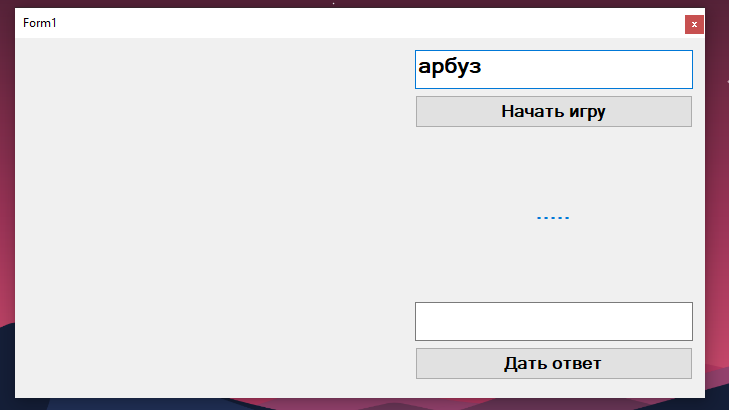 Form1
x
арбуз
Начать игру
-----
Дать ответ